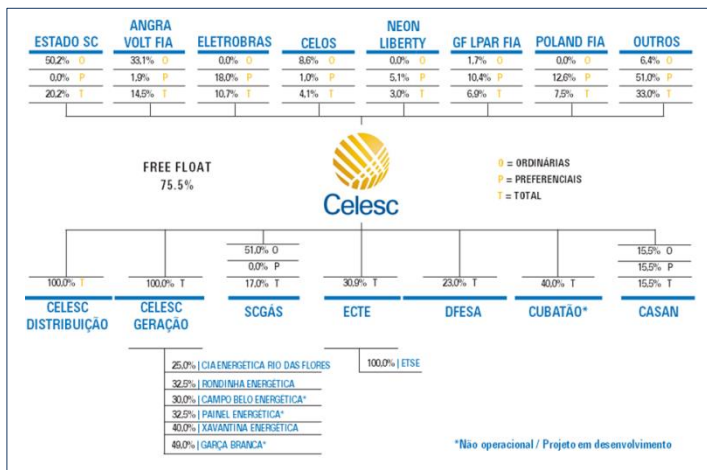 ESTADO SC
ANGRA
VOLT FIA
ELETROBRAS
CELOS
NEON
LIBERTY
GF LPAR FIA
POLAND FIA
OUTROS
50.2% O 33.1% O 0.0% O 8.6% O 0.0% O 1.7% O 0.0% O 6.4% O
0.0% P 1,9% P 18.0% P 1.0% P 5.1% P 10,4% P 12.6% P 51.0% P
20.2% T 14,5% T 10,7% T 4,1% T 3.0% T 6.9% T 7,5% T 33.0% T
FREE FLOAT
75.5%
Celesc
O = ORDINÁRIAS
P = PREFERENCIAIS
T = TOTAL
51.0% O 15.5% O
0.0% P 15.5% P
100.0% T 100.0% T 17.0% T 30.9% T 23.0% T 40.0% T 15.5% T
CELESC
DISTRIBUIÇÃO
CELESC
GERAÇÃO
SCGÁS
ECTE
DFESA
CUBATÃO*
CASAN
25.0% | CIA ENERGÉTICA RIO DAS FLORES
32.5% | RONDINHA ENERGÉTICA
30.0% | CAMPO BELO ENERGÉTICA*
32.5% | PAINEL ENERGÉTICA*
40.0% | XAVANTINA ENERGÉTICA
49.0% | GARÇA BRANCA*
100.0% | ETSE
*Não operacional / Projeto em desenvolvimento